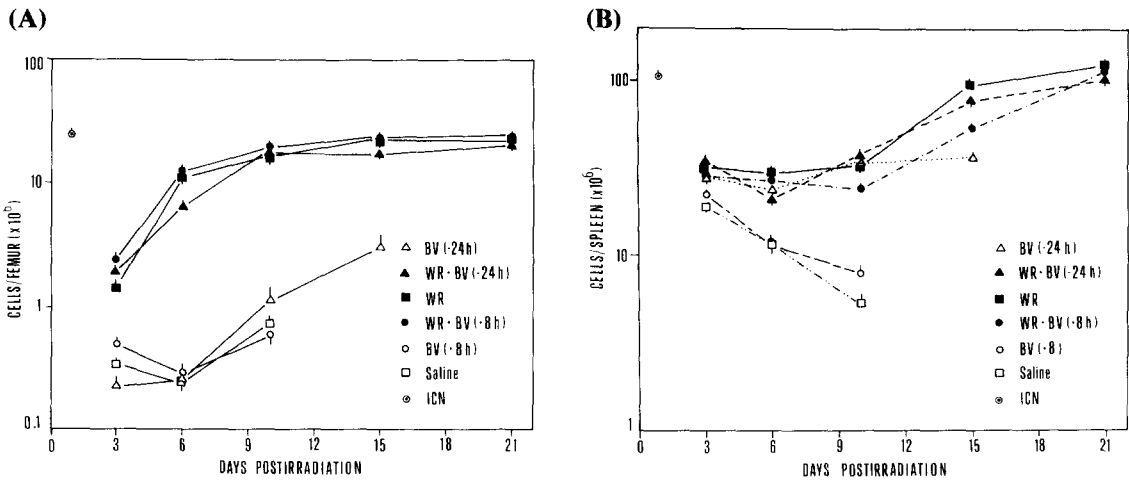 (A)
100
10
1
0.1
CELLS/FEMUR (x10⁶)
0 3 6 9 12 15 18 21
DAYS POSTIRRADIATION
BV (-24h)
WR-BV (-24h)
WR
WR-BV (-8h)
BV (-8h)
Saline
ICN
(B)
100
10
1
CELLS/SPLEEN (x10⁶)
0 3 6 9 12 15 18 21
DAYS POSTIRRADIATION
BV (-24h)
WR-BV (-24h)
WR
WR-BV (-8h)
BV (-8)
Saline
ICN